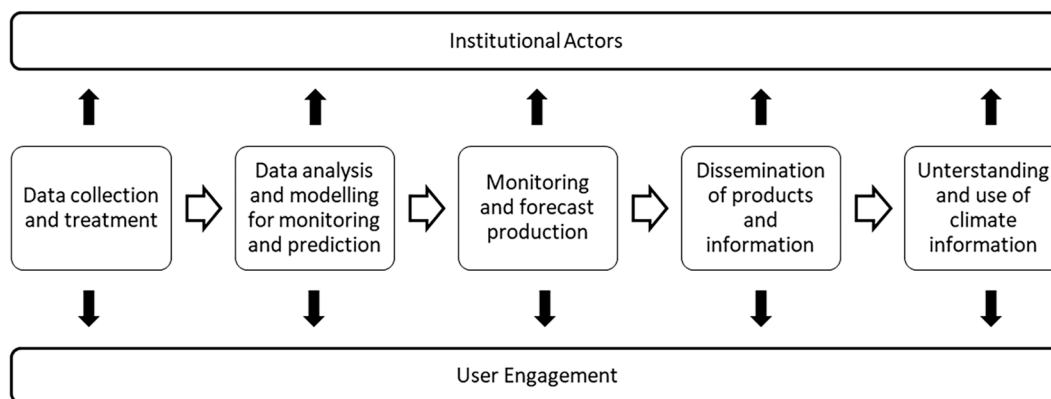 Institutional Actors
Data collection
and treatment
Data analysis
and modelling
for monitoring
and prediction
Monitoring
and forecast
production
Dissemination
of products
and
information
Unterstanding
and use of
climate
information
User Engagement